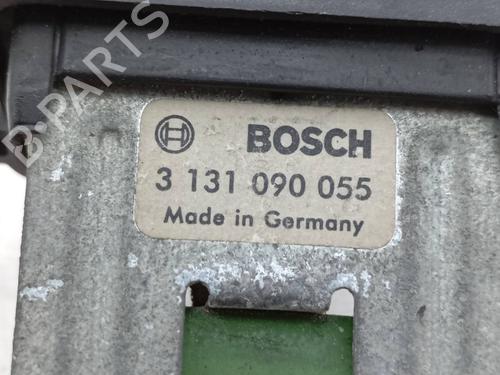 B-PARTS
BOSCH
3 131 090 055
Made in Germany